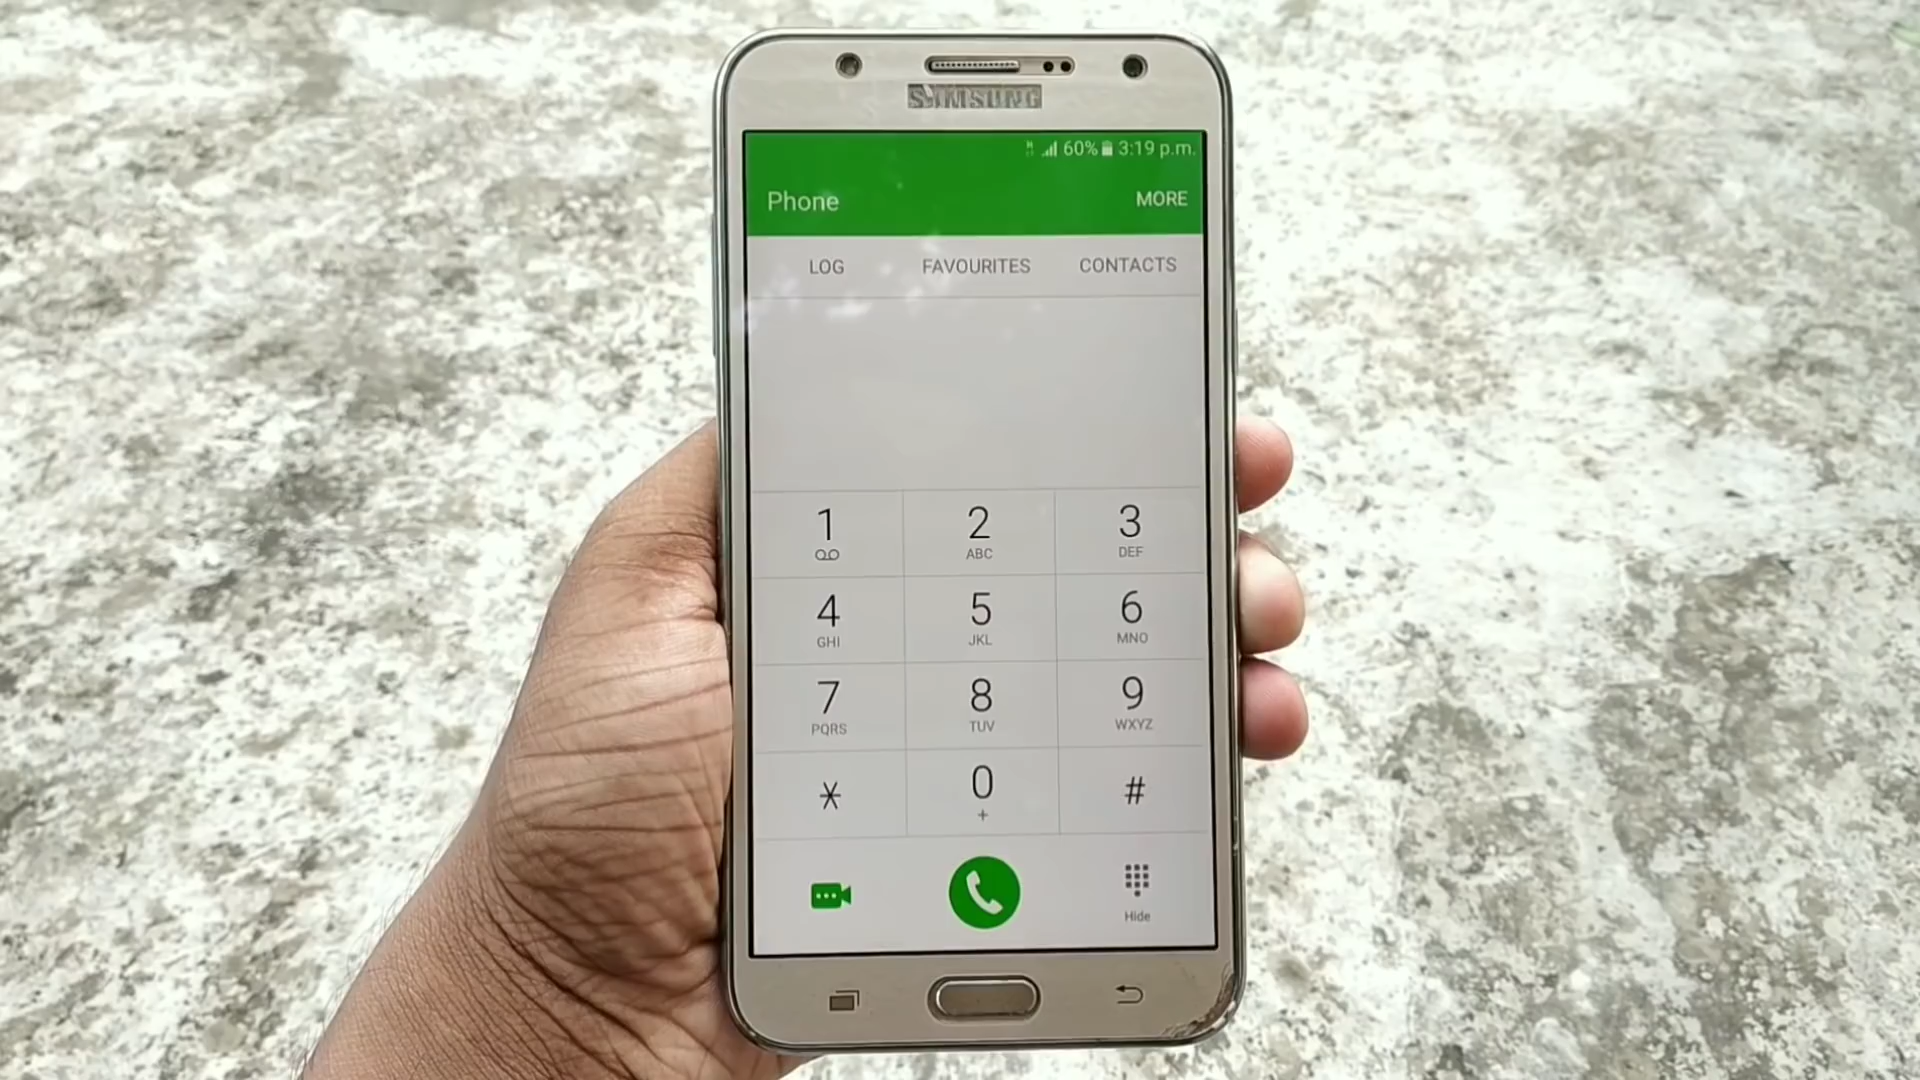 SAMSUNG
60% 3:19 p.m.
Phone MORE
LOG FAVOURITES CONTACTS
1 2 3
ABC DEF
4 5 6
GHI JKL MNO
7 8 9
PQRS TUV WXYZ
* 0 #
+
Hide